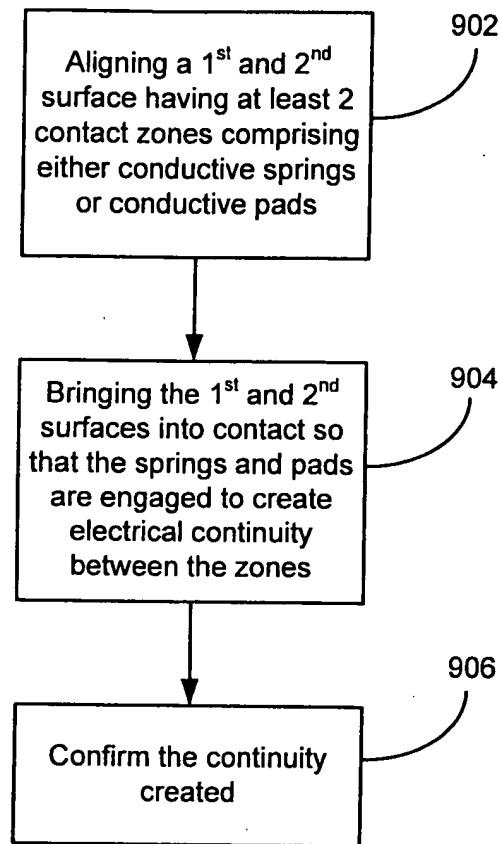 902
Aligning a 1st and 2nd
surface having at least 2
contact zones comprising
either conductive springs
or conductive pads
904
Bringing the 1st and 2nd
surfaces into contact so
that the springs and pads
are engaged to create
electrical continuity
between the zones
906
Confirm the continuity
created